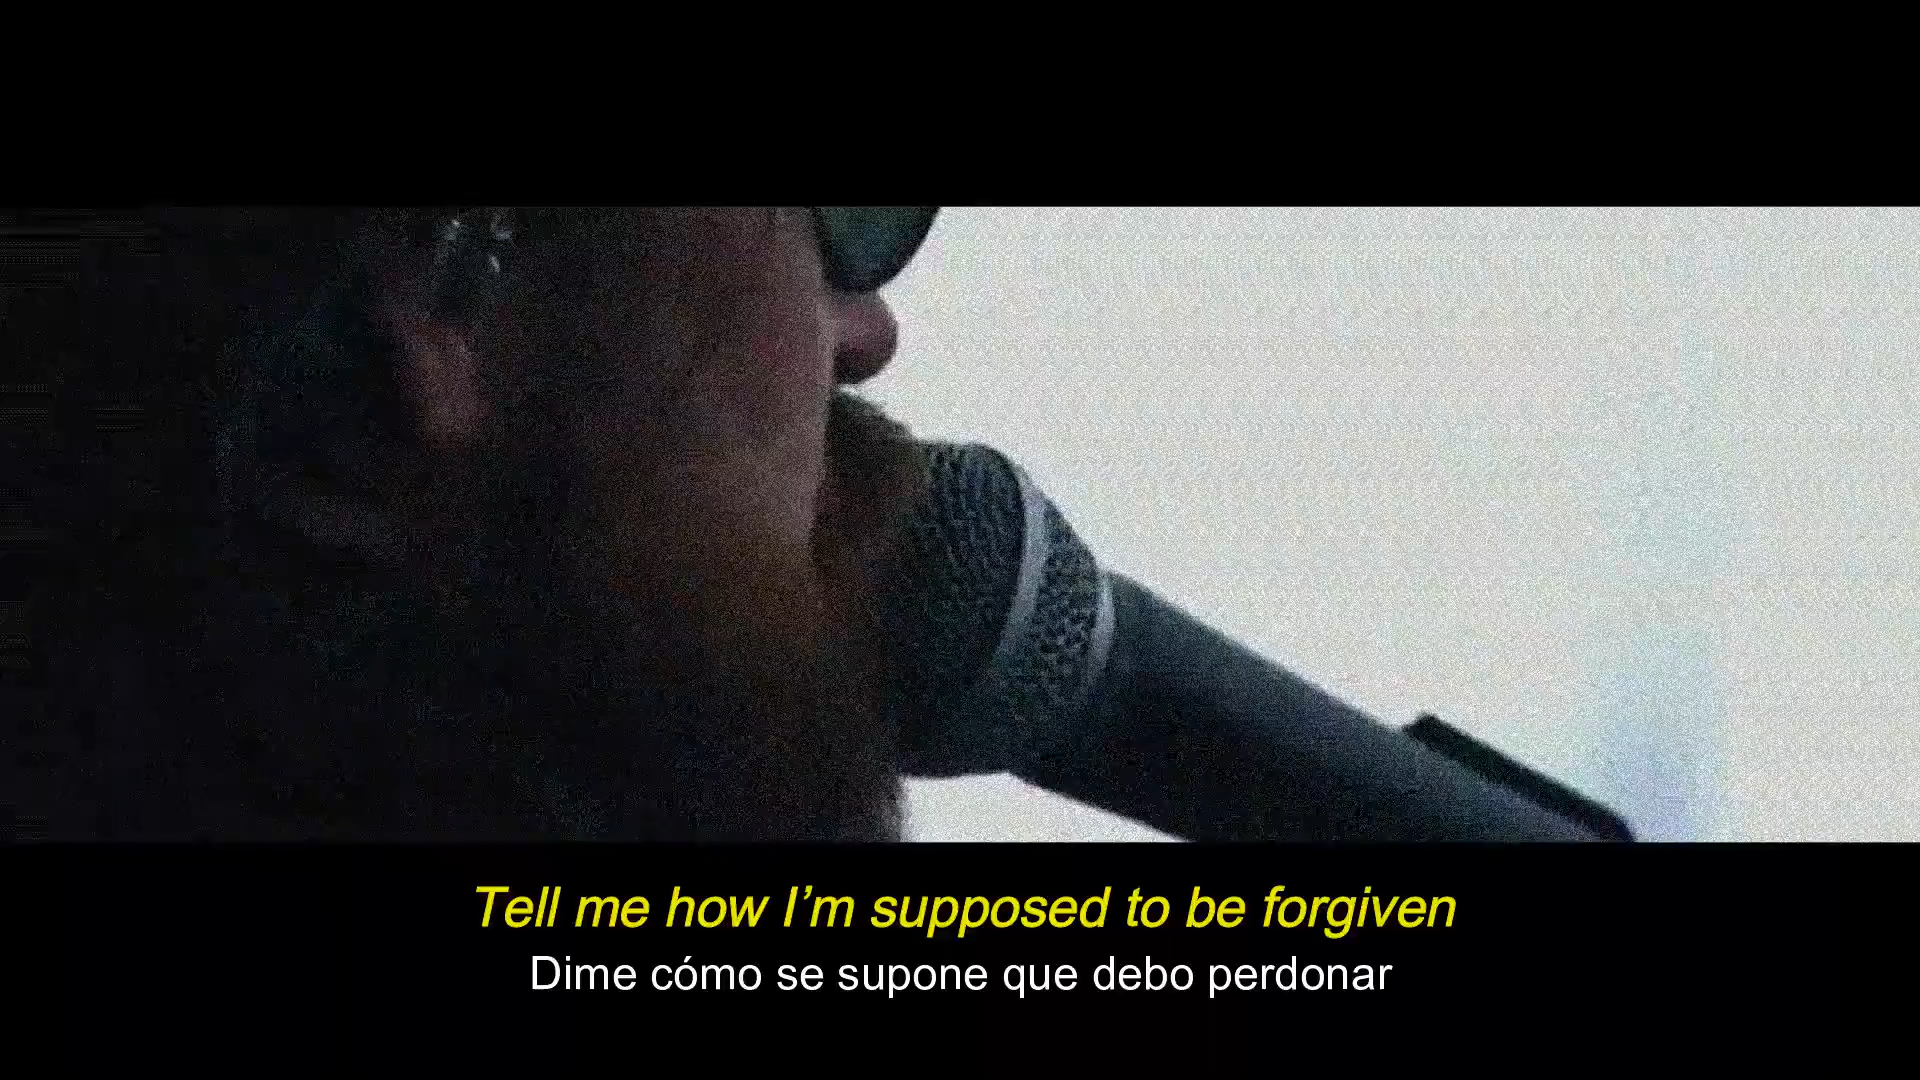 Tell me how I’m supposed to be forgiven
Dime cómo se supone que debo perdonar